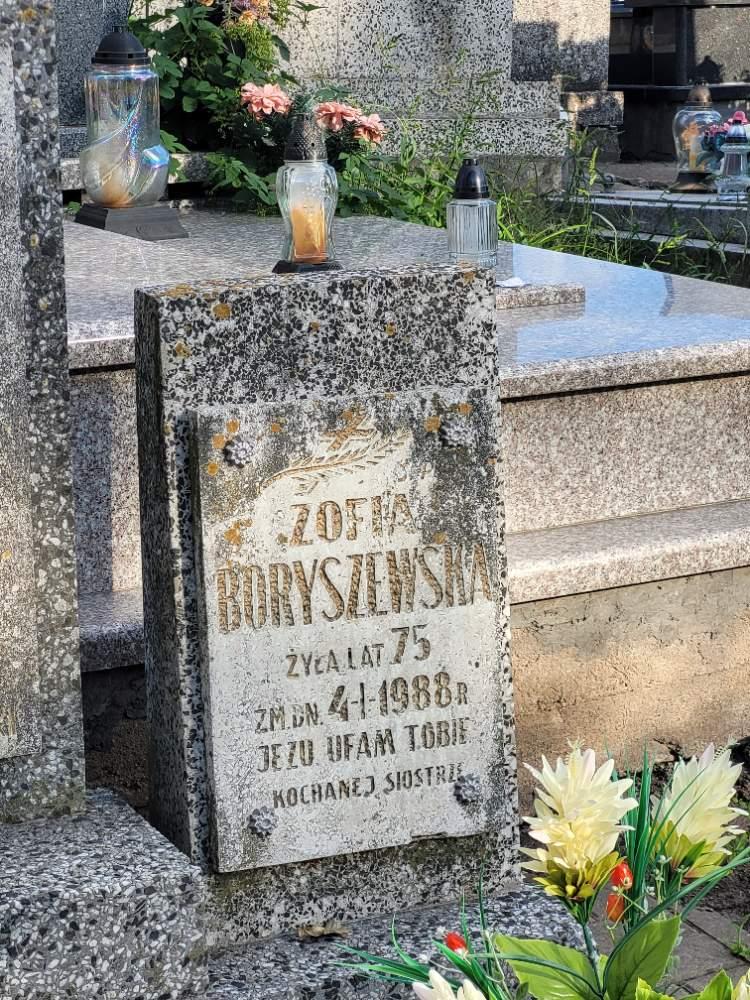 ZOFIA
BORYSZEWSKA
ŻYŁA LAT 75
ZM. DN. 4-I-1988 R
JEZU UFAM TOBIE
KOCHANEJ SIOSTRZE